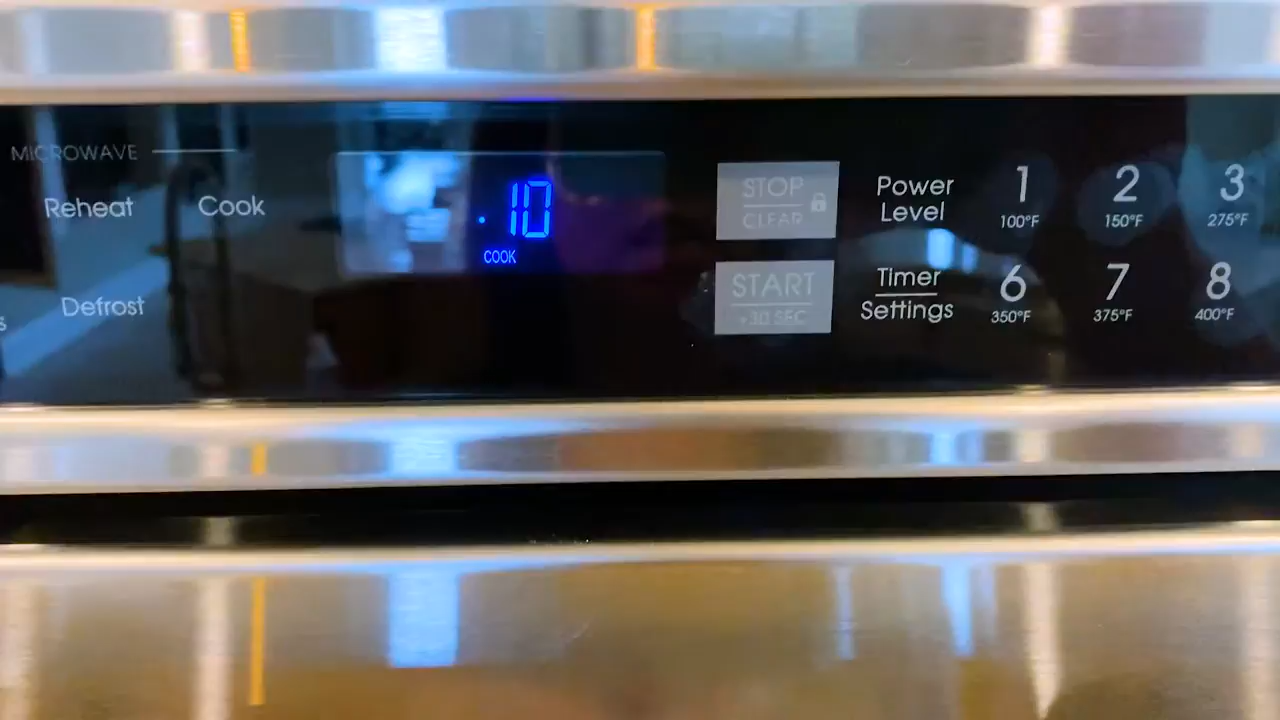 MICROWAVE
Reheat Cook
Defrost
s
:10
COOK
STOP
CLEAR
START
+30 SEC
Power
Level
Timer
Settings
1 2 3
100°F 150°F 275°F
6 7 8
350°F 375°F 400°F